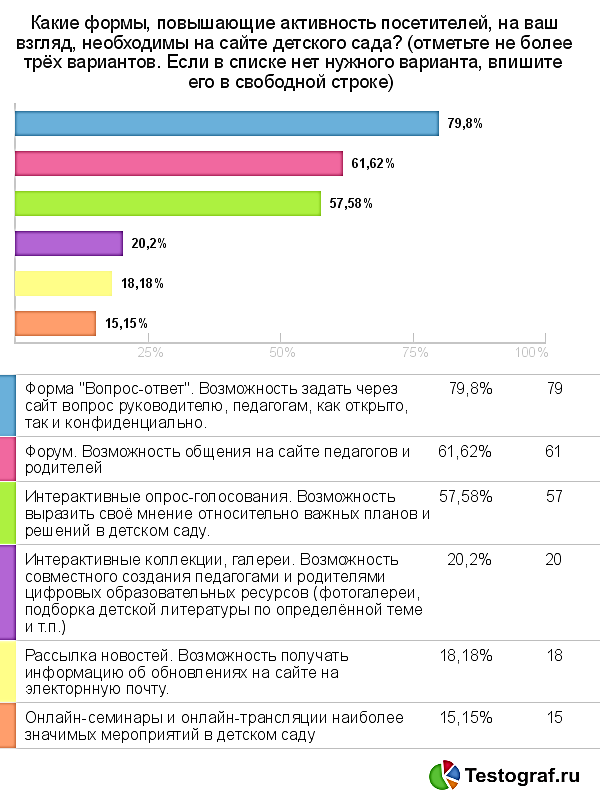 Какие формы, повышающие активность посетителей, на ваш
взгляд, необходимы на сайте детского сада? (отметьте не более
трёх вариантов. Если в списке нет нужного варианта, впишите
его в свободной строке)
79,8%
61,62%
57,58%
20,2%
18,18%
15,15%
25% 50% 75% 100%
Форма "Вопрос-ответ". Возможность задать через 79,8% 79
сайт вопрос руководителю, педагогам, как открыто,
так и конфиденциально.
Форум. Возможность общения на сайте педагогов и 61,62% 61
родителей
Интерактивные опрос-голосования. Возможность 57,58% 57
выразить своё мнение относительно важных планов и
решений в детском саду.
Интерактивные коллекции, галереи. Возможность 20,2% 20
совместного создания педагогами и родителями
цифровых образовательных ресурсов (фотогалереи,
подборка детской литературы по определённой теме
и т.п.)
Рассылка новостей. Возможность получать 18,18% 18
информацию об обновлениях на сайте на
электорнную почту.
Онлайн-семинары и онлайн-трансляции наиболее 15,15% 15
значимых мероприятий в детском саду
Testograf.ru